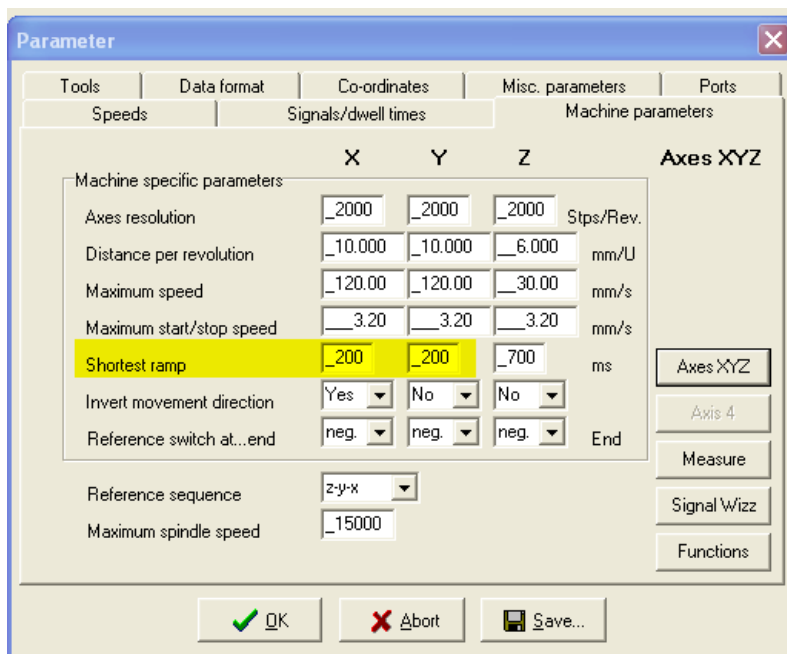 Parameter
Tools Data format Co-ordinates Misc. parameters Ports
Speeds Signals/dwell times Machine parameters
X Y Z Axes XYZ
Machine specific parameters
Axes resolution _2000 _2000 _2000 Stps/Rev.
Distance per revolution _10.000 _10.000 __6.000 mm/U
Maximum speed _120.00 _120.00 __30.00 mm/s
Maximum start/stop speed ___3.20 ___3.20 ___3.20 mm/s
Shortest ramp _200 _200 _700 ms Axes XYZ
Invert movement direction Yes No No Axis 4
Reference switch at...end neg. neg. neg. End
Measure
Reference sequence z-y-x Signal Wizz
Maximum spindle speed _15000
Functions
OK Abort Save...